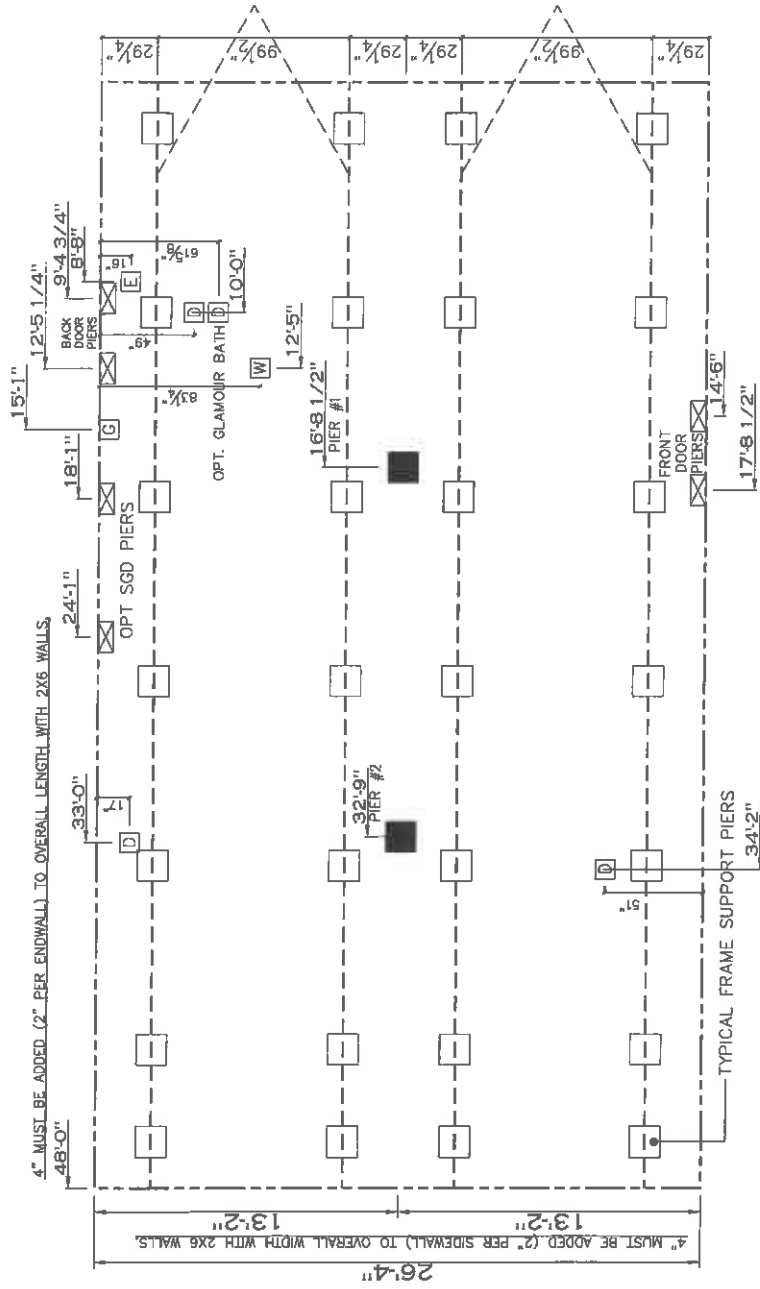 4" MUST BE ADDED (2" PER ENDWALL) TO OVERALL LENGTH WITH 2X6 WALLS.
48'-0"
33'-0"
24'-1"
18'-1"
15'-1"
12'-5 1/4"
9'-4 3/4"
8'-8"
BACK
DOOR
PIERS
17"
16"
49"
61 5/8"
83 1/4"
D
G
E
D
D
W
OPT SGD PIERS
OPT. GLAMOUR BATH
10'-0"
12'-5"
16'-8 1/2"
PIER #1
32'-9"
PIER #2
29 1/4"
99 1/2"
29 1/4"
29 1/4"
99 1/2"
29 1/4"
13'-2"
13'-2"
26'-4"
4" MUST BE ADDED (2" PER SIDEWALL) TO OVERALL WIDTH WITH 2X6 WALLS
D
51"
34'-2"
TYPICAL FRAME SUPPORT PIERS
FRONT
DOOR
PIERS
14'-6"
17'-8 1/2"